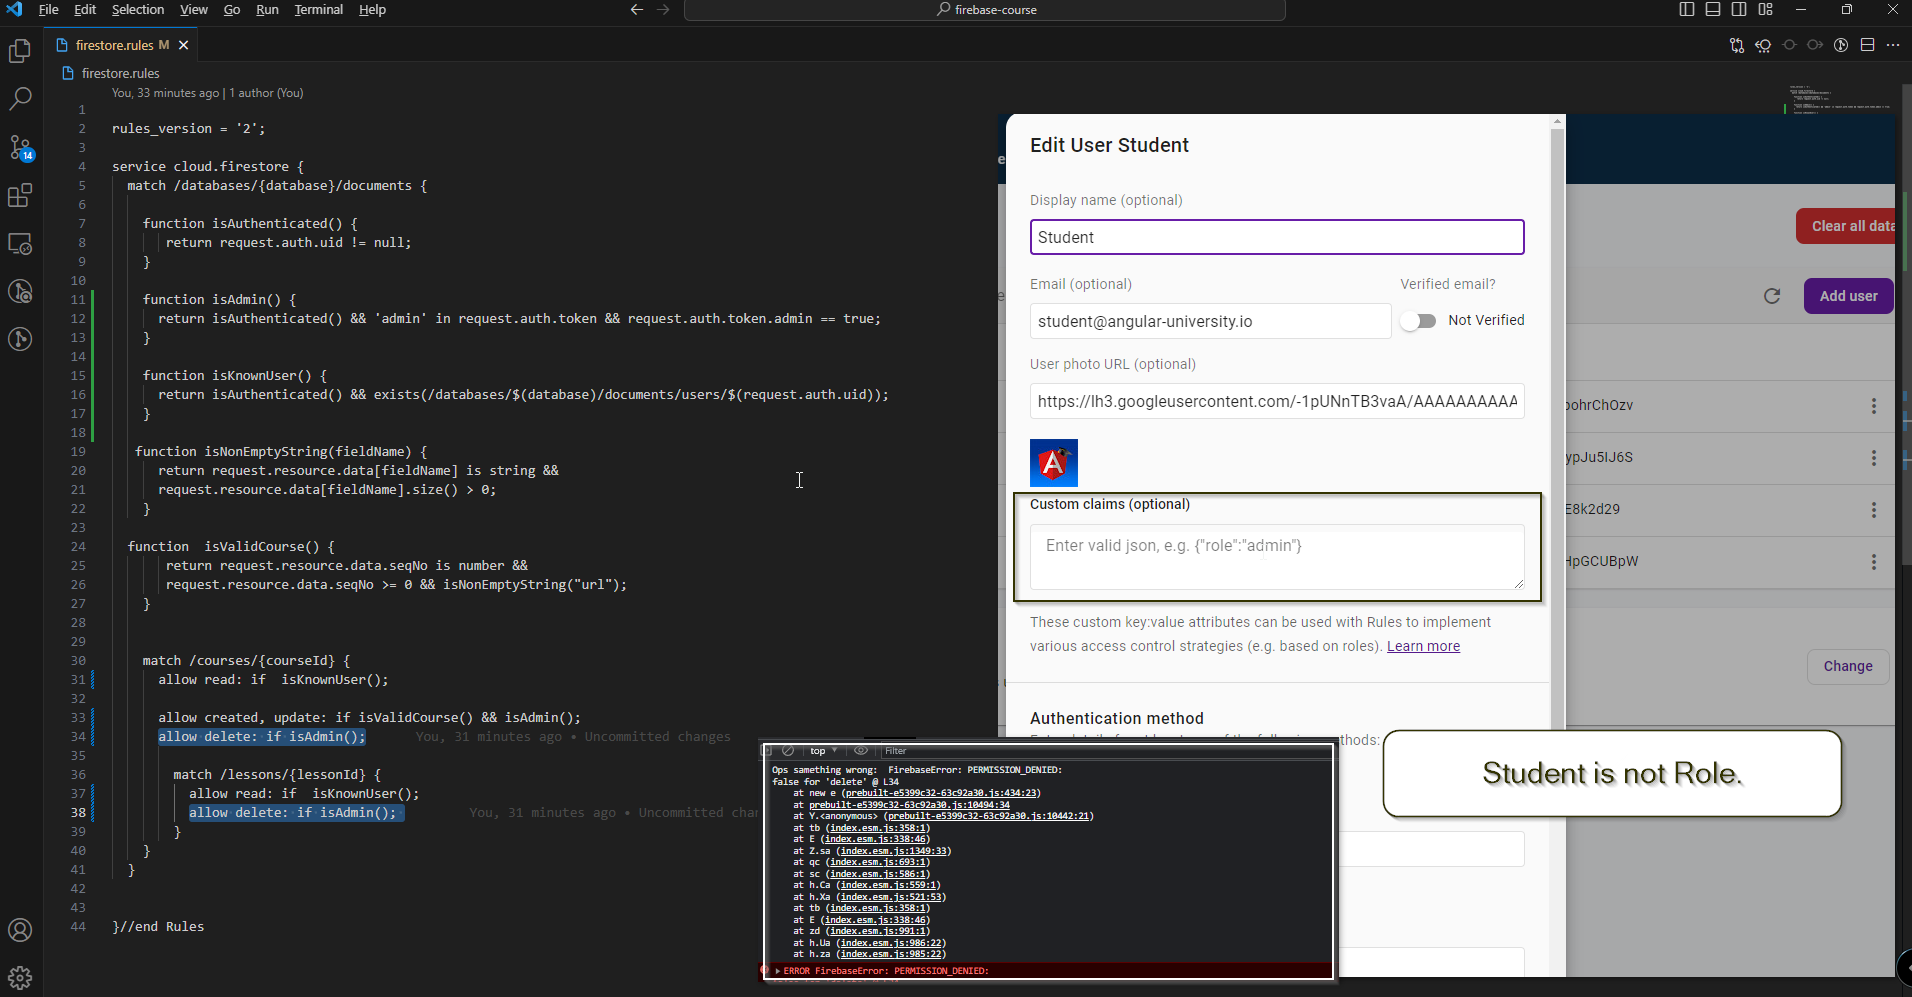 File Edit Selection View Go Run Terminal Help
firebase-course
firestore.rules M
firestore.rules
You, 33 minutes ago | 1 author (You)
1
2 rules_version = '2';
3
4 service cloud.firestore {
5 match /databases/{database}/documents {
6
7 function isAuthenticated() {
8 return request.auth.uid != null;
9 }
10
11 function isAdmin() {
12 return isAuthenticated() && 'admin' in request.auth.token && request.auth.token.admin == true;
13 }
14
15 function isKnownUser() {
16 return isAuthenticated() && exists(/databases/$(database)/documents/users/$(request.auth.uid));
17 }
18
19 function isNonEmptyString(fieldName) {
20 return request.resource.data[fieldName] is string &&
21 request.resource.data[fieldName].size() > 0;
22 }
23
24 function  isValidCourse() {
25 return request.resource.data.seqNo is number &&
26 request.resource.data.seqNo >= 0 && isNonEmptyString("url");
27 }
28
29
30 match /courses/{courseId} {
31 allow read: if  isKnownUser();
32
33 allow created, update: if isValidCourse() && isAdmin();
34 allow delete: if isAdmin(); You, 31 minutes ago • Uncommitted changes
35
36 match /lessons/{lessonId} {
37 allow read: if  isKnownUser();
38 allow delete: if isAdmin(); You, 31 minutes ago • Uncommitted cha
39 }
40 }
41 }
42
43
44 }//end Rules
14
Edit User Student
Display name (optional)
Student
Email (optional) Verified email?
student@angular-university.io Not Verified
User photo URL (optional)
https://lh3.googleusercontent.com/-1pUNnTB3vaA/AAAAAAAAAA
Custom claims (optional)
Enter valid json, e.g. {"role":"admin"}
These custom key:value attributes can be used with Rules to implement
various access control strategies (e.g. based on roles). Learn more
Authentication method
thods:
Clear all data
Add user
oohrChOzv
ypJu5IJ6S
E8k2d29
HpGCUBpW
Change
Student is not Role.
top Filter
Ops samething wrong:  FirebaseError: PERMISSION_DENIED:
false for 'delete' @ L34
at new e (prebuilt-e5399c32-63c92a30.js:434:23)
at prebuilt-e5399c32-63c92a30.js:10494:34
at Y.<anonymous> (prebuilt-e5399c32-63c92a30.js:10442:21)
at tb (index.esm.js:358:1)
at E (index.esm.js:338:46)
at Z.sa (index.esm.js:1349:33)
at qc (index.esm.js:693:1)
at sc (index.esm.js:586:1)
at h.Ca (index.esm.js:559:1)
at h.Xa (index.esm.js:521:53)
at tb (index.esm.js:358:1)
at E (index.esm.js:338:46)
at zd (index.esm.js:991:1)
at h.Ua (index.esm.js:986:22)
at h.za (index.esm.js:985:22)
ERROR FirebaseError: PERMISSION_DENIED: